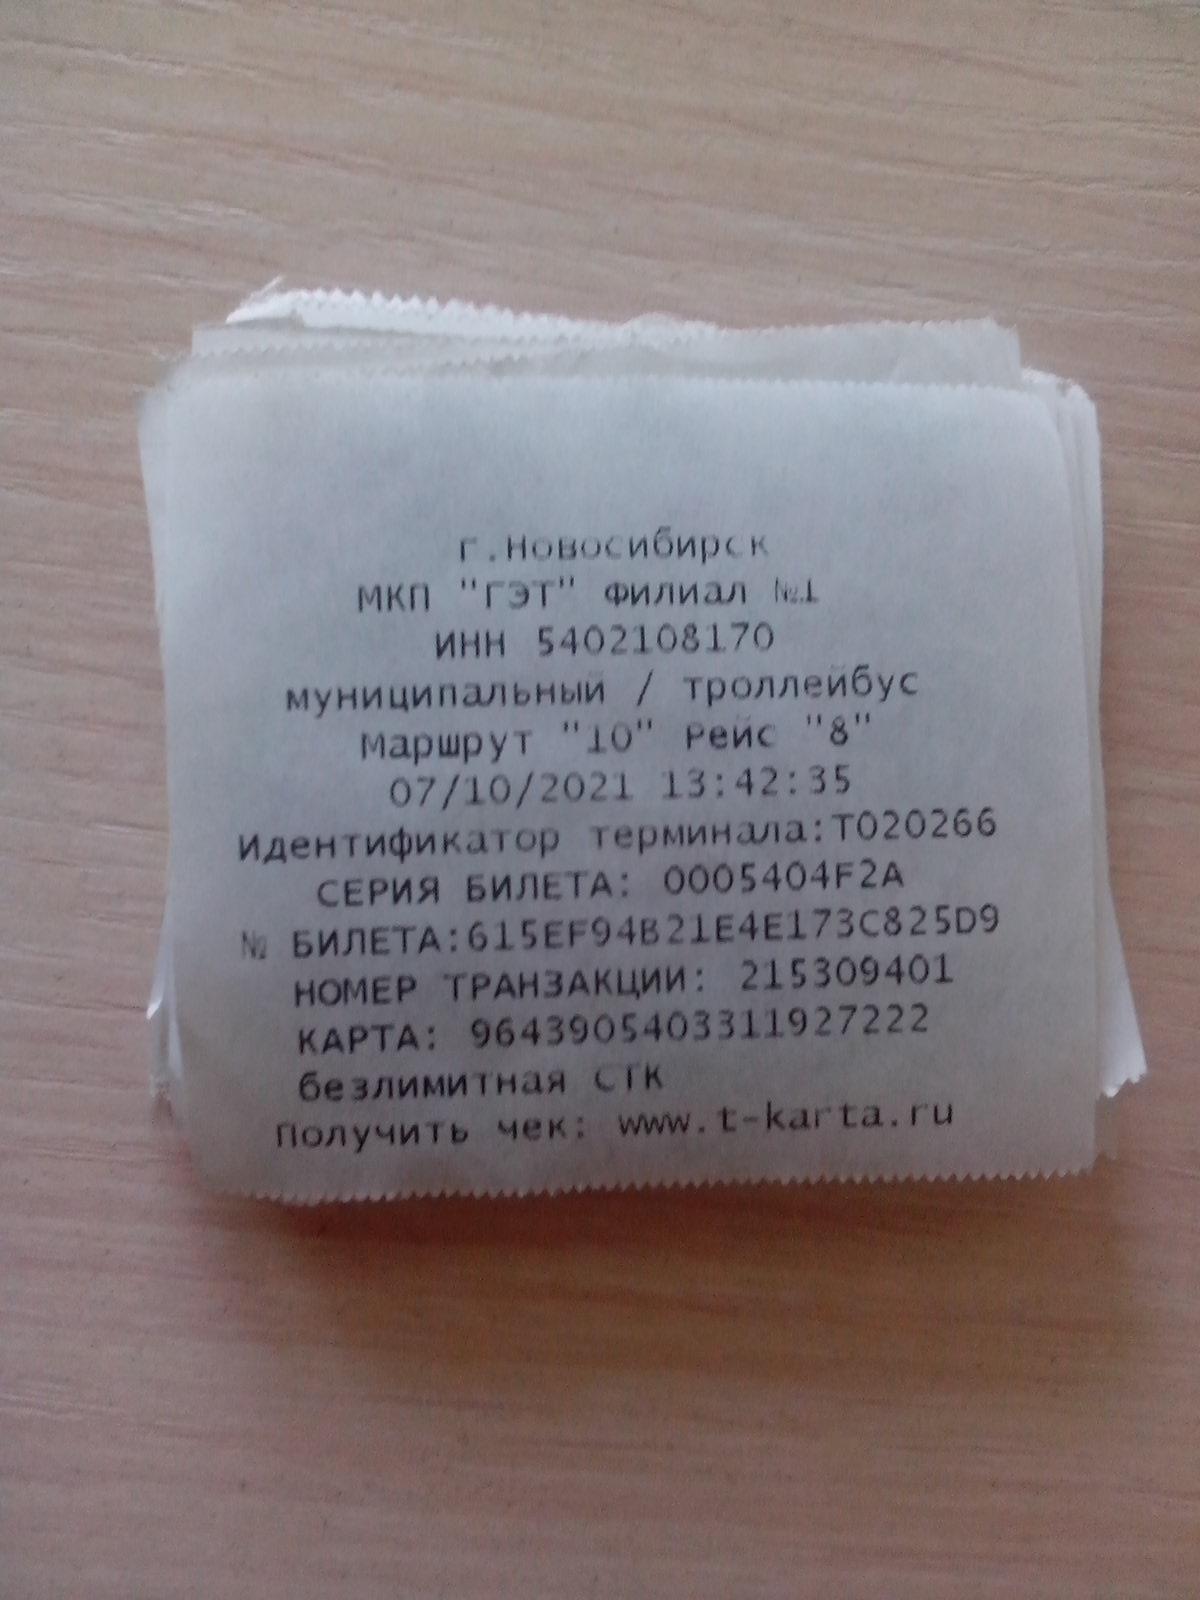 г.Новосибирск
МКП "ГЭТ" Филиал №1
ИНН 5402108170
муниципальный / троллейбус
Маршрут "10" Рейс "8"
07/10/2021 13:42:35
Идентификатор терминала:T020266
СЕРИЯ БИЛЕТА: 0005404F2A
№ БИЛЕТА:615EF94B21E4E173C825D9
НОМЕР ТРАНЗАКЦИИ: 215309401
КАРТА: 9643905403311927222
безлимитная СТК
Получить чек: www.t-karta.ru